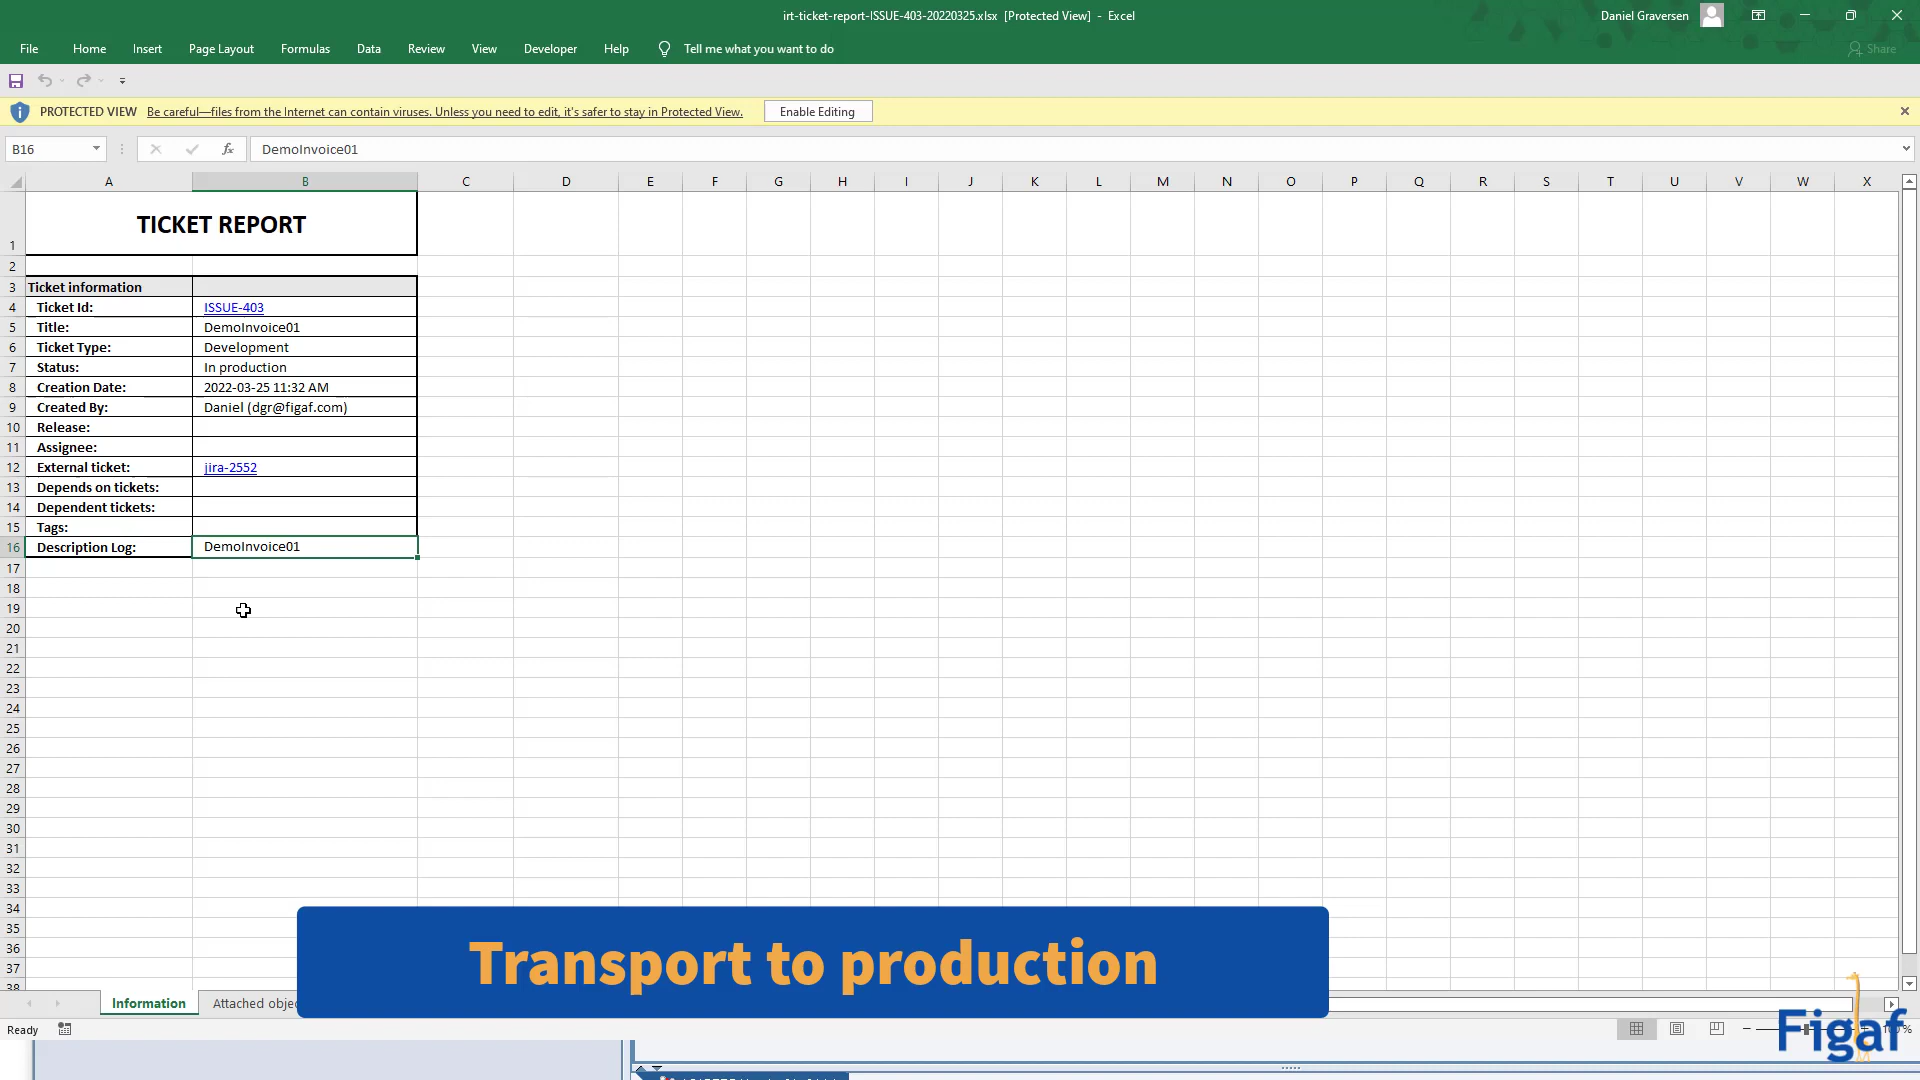 irt-ticket-report-ISSUE-403-20220325.xlsx [Protected View] - Excel
Daniel Graversen
File Home Insert Page Layout Formulas Data Review View Developer Help Tell me what you want to do
Share
PROTECTED VIEW Be careful—files from the Internet can contain viruses. Unless you need to edit, it's safer to stay in Protected View. Enable Editing
B16 fx DemoInvoice01
A B C D E F G H I J K L M N O P Q R S T U V W X
1 TICKET REPORT
2
3 Ticket information
4 Ticket Id: ISSUE-403
5 Title: DemoInvoice01
6 Ticket Type: Development
7 Status: In production
8 Creation Date: 2022-03-25 11:32 AM
9 Created By: Daniel (dgr@figaf.com)
10 Release:
11 Assignee:
12 External ticket: jira-2552
13 Depends on tickets:
14 Dependent tickets:
15 Tags:
16 Description Log: DemoInvoice01
17
18
19
20
21
22
23
24
25
26
27
28
29
30
31
32
33
34
35
36
37
38
Transport to production
Information Attached objec
Ready
Figaf